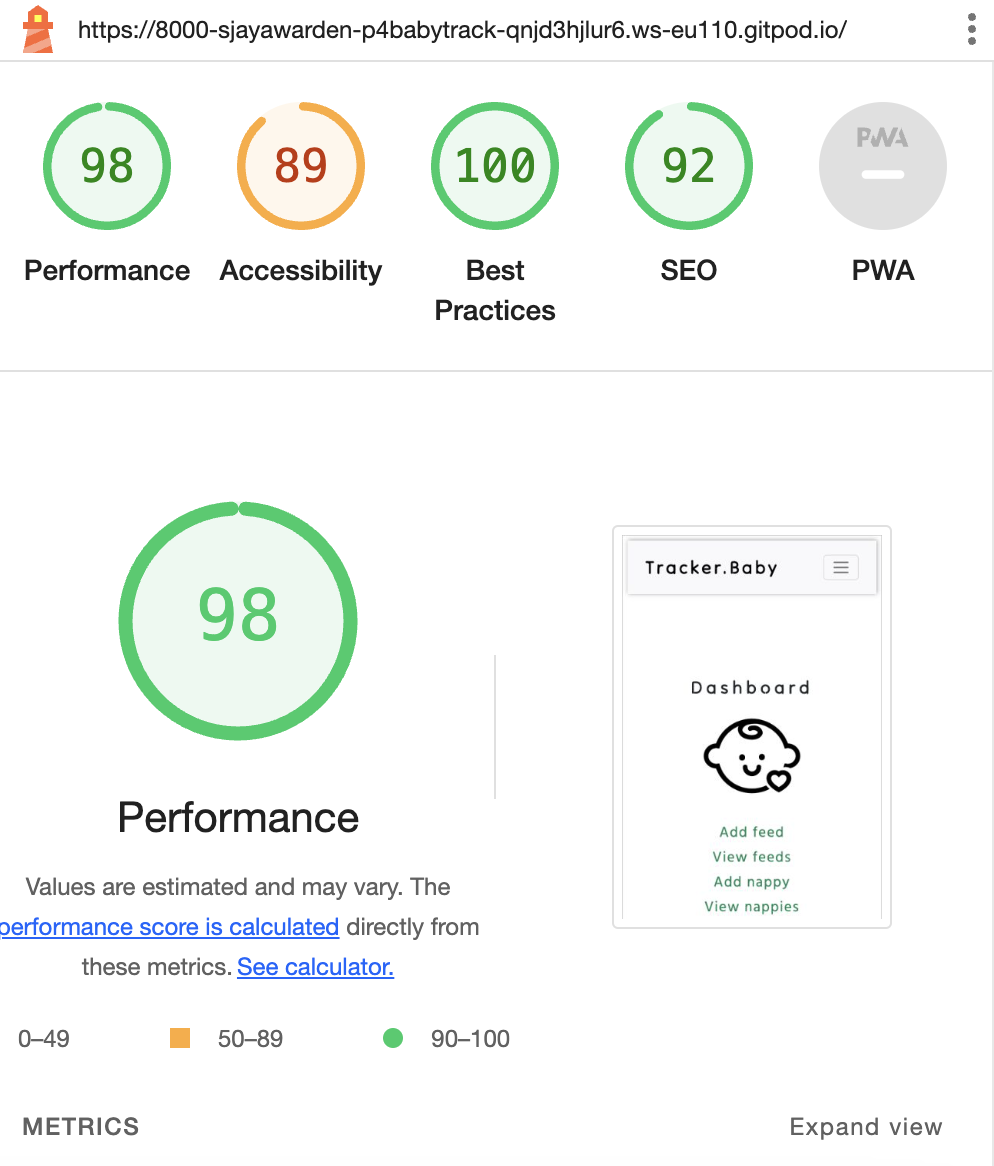 https://8000-sjayawarden-p4babytrack-qnjd3hjlur6.ws-eu110.gitpod.io/
98
89
100
92
PWA
Performance
Accessibility
Best
Practices
SEO
PWA
98
Performance
Values are estimated and may vary. The
performance score is calculated directly from
these metrics. See calculator.
Tracker.Baby
Dashboard
Add feed
View feeds
Add nappy
View nappies
0–49
50–89
90–100
METRICS
Expand view